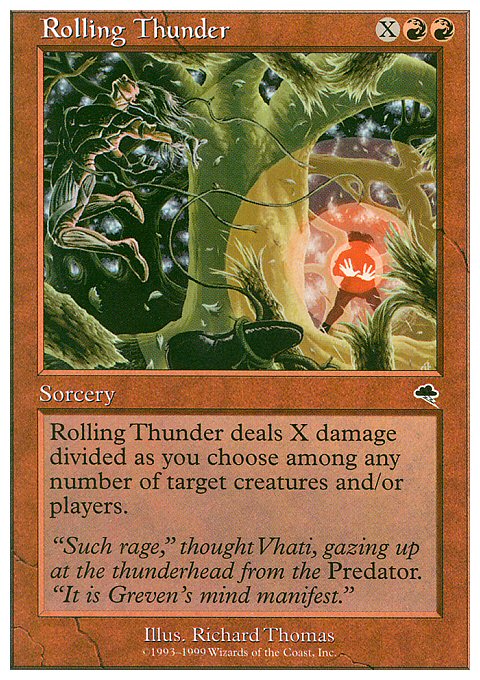 Rolling Thunder X
Sorcery
Rolling Thunder deals X damage
divided as you choose among any
number of target creatures and/or
players.
“Such rage,” thought Vhati, gazing up
at the thunderhead from the Predator.
“It is Greven’s mind manifest.”
Illus. Richard Thomas
©1993–1999 Wizards of the Coast, Inc.